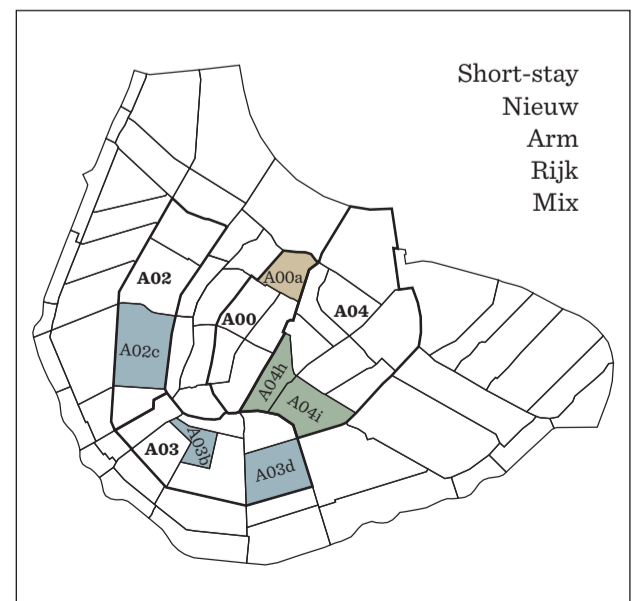 Short-stay
Nieuw
Arm
Rijk
Mix
A00a
A02
A04
A00
A02c
A04h
A04i
A03
A03b
A03d